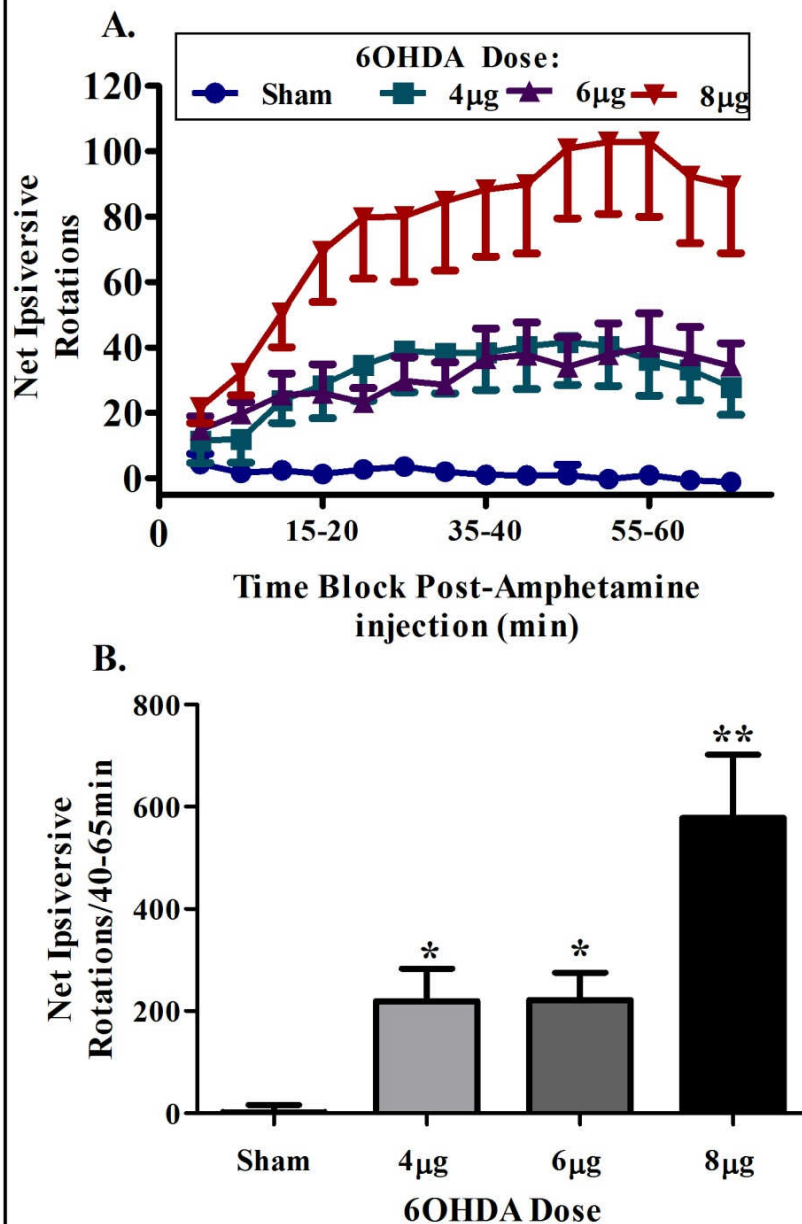 A.
6OHDA Dose:
Sham 4µg 6µg 8µg
120
100
80
60
40
20
0
Net Ipsiversive
Rotations
0 15-20 35-40 55-60
Time Block Post-Amphetamine
injection (min)
B.
800
600
400
200
0
Net Ipsiversive
Rotations/40-65min
* * **
Sham 4µg 6µg 8µg
6OHDA Dose